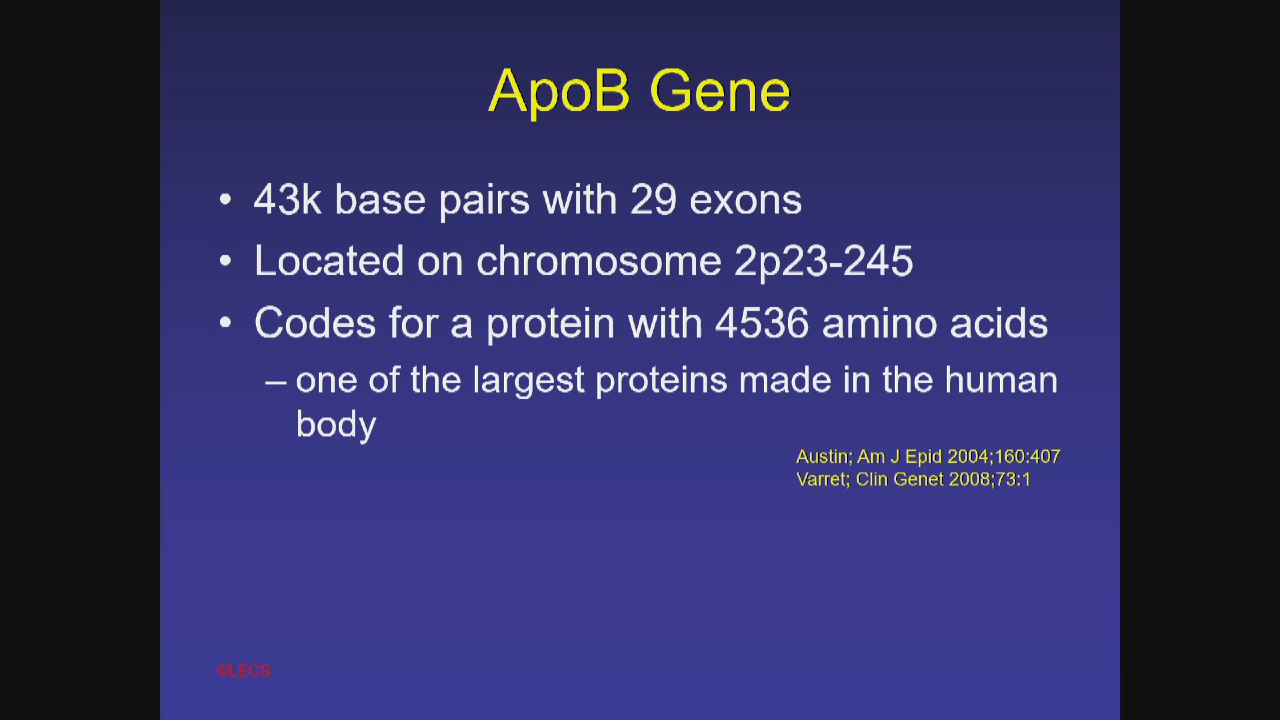 ApoB Gene
• 43k base pairs with 29 exons
• Located on chromosome 2p23-245
• Codes for a protein with 4536 amino acids
– one of the largest proteins made in the human
body
Austin; Am J Epid 2004;160:407
Varret; Clin Genet 2008;73:1
©LECS